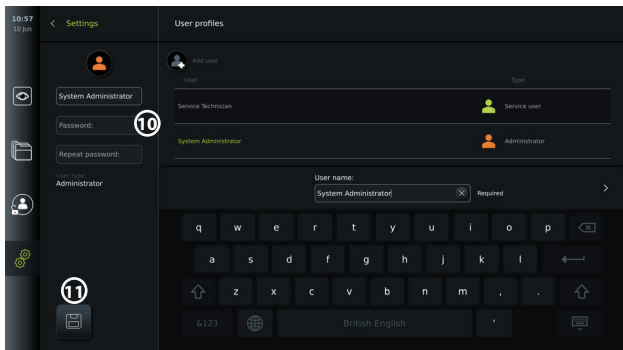 10:57
10 Jun
Settings
System Administrator
Password:
10
Repeat password:
User type:
Administrator
11
User profiles
Add user
User Type
Service Technician Service user
System Administrator Administrator
User name:
System Administrator Required
q w e r t y u i o p
a s d f g h j k l
z x c v b n m , .
&123 British English '